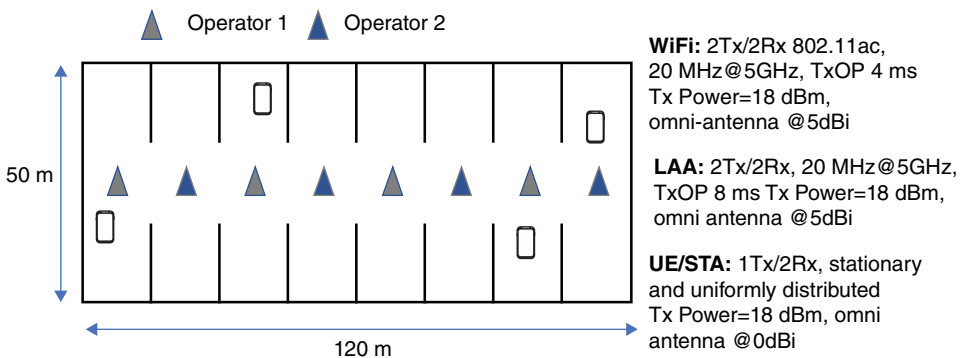 Operator 1
Operator 2
50 m
120 m
WiFi: 2Tx/2Rx 802.11ac,
20 MHz@5GHz, TxOP 4 ms
Tx Power=18 dBm,
omni-antenna @5dBi
LAA: 2Tx/2Rx, 20 MHz@5GHz,
TxOP 8 ms Tx Power=18 dBm,
omni antenna @5dBi
UE/STA: 1Tx/2Rx, stationary
and uniformly distributed
Tx Power=18 dBm, omni
antenna @0dBi